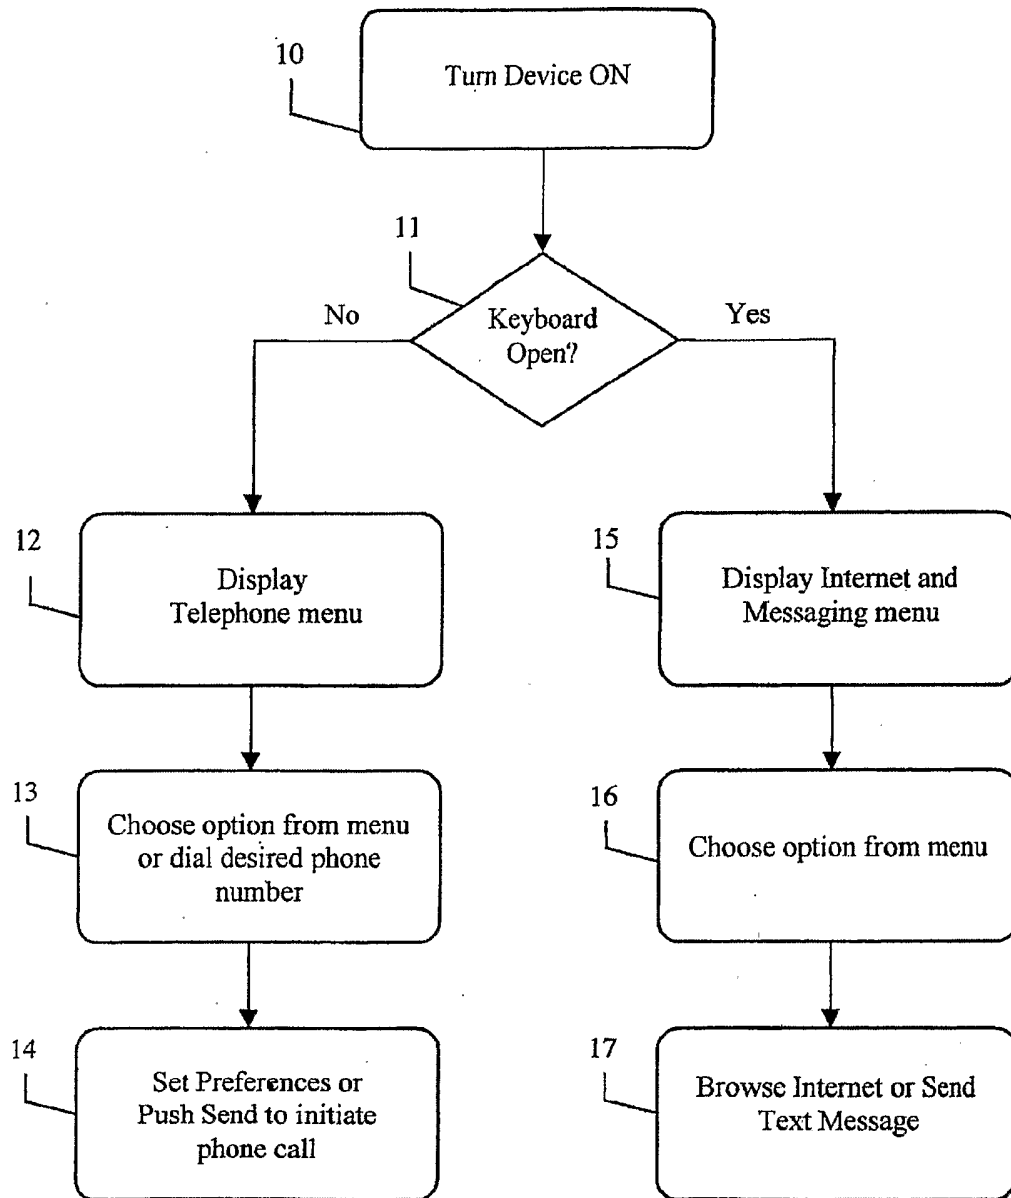 10
Turn Device ON
11
No
Keyboard
Open?
Yes
12
Display
Telephone menu
15
Display Internet and
Messaging menu
13
Choose option from menu
or dial desired phone
number
16
Choose option from menu
14
Set Preferences or
Push Send to initiate
phone call
17
Browse Internet or Send
Text Message